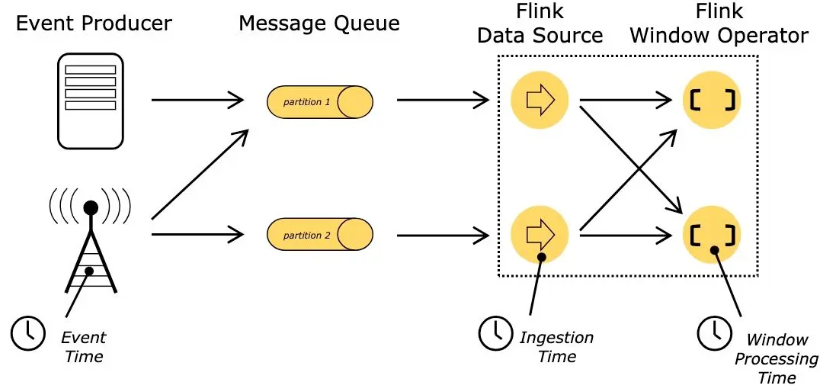 Event Producer
Message Queue
Flink
Data Source
Flink
Window Operator
partition 1
partition 2
Event
Time
Ingestion
Time
Window
Processing
Time